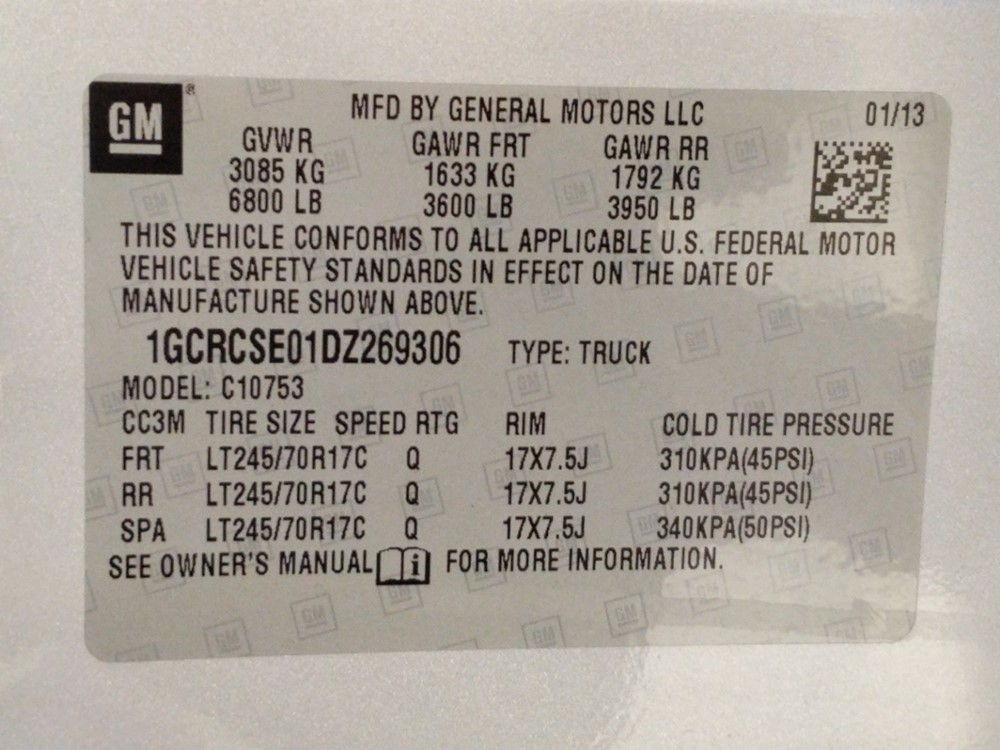 GM ® MFD BY GENERAL MOTORS LLC 01/13
GVWR GAWR FRT GAWR RR
3085 KG 1633 KG 1792 KG
6800 LB 3600 LB 3950 LB
THIS VEHICLE CONFORMS TO ALL APPLICABLE U.S. FEDERAL MOTOR
VEHICLE SAFETY STANDARDS IN EFFECT ON THE DATE OF
MANUFACTURE SHOWN ABOVE.
1GCRCSE01DZ269306 TYPE: TRUCK
MODEL: C10753
CC3M TIRE SIZE SPEED RTG RIM COLD TIRE PRESSURE
FRT LT245/70R17C Q 17X7.5J 310KPA(45PSI)
RR LT245/70R17C Q 17X7.5J 310KPA(45PSI)
SPA LT245/70R17C Q 17X7.5J 340KPA(50PSI)
SEE OWNER'S MANUAL i FOR MORE INFORMATION.